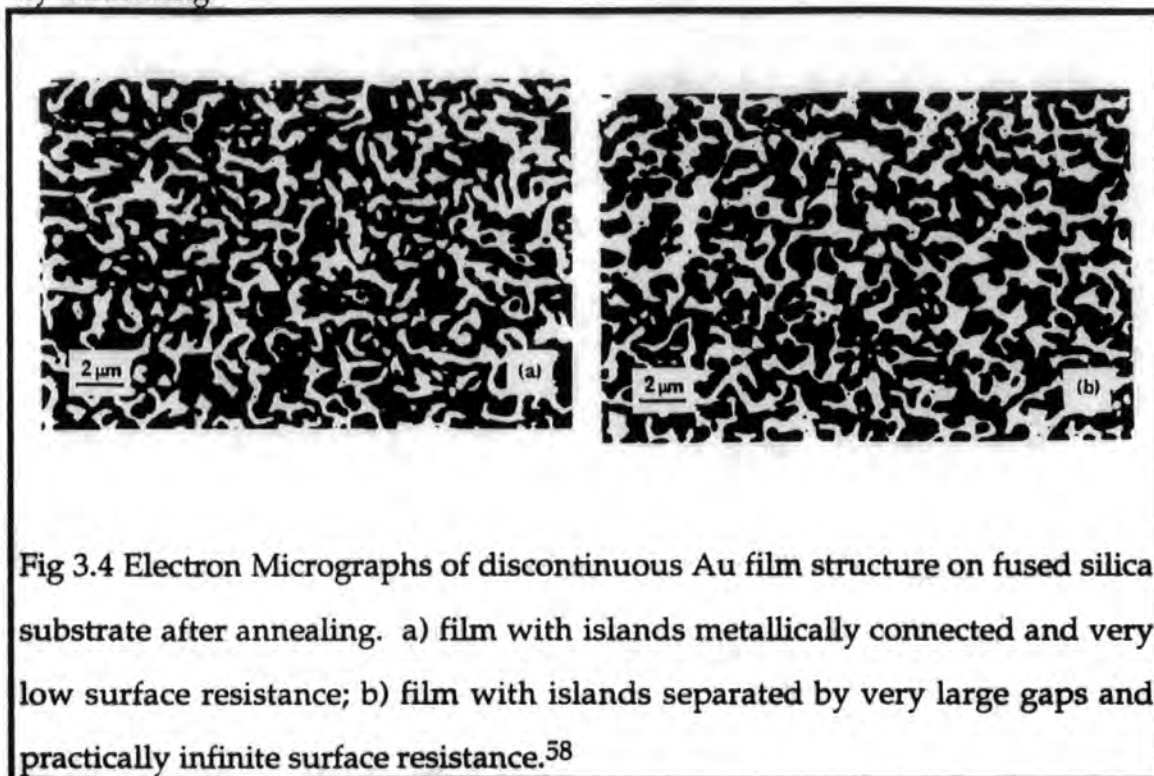 2 μm
(a)
2 μm
(b)
Fig 3.4 Electron Micrographs of discontinuous Au film structure on fused silica
substrate after annealing. a) film with islands metallically connected and very
low surface resistance; b) film with islands separated by very large gaps and
practically infinite surface resistance.58